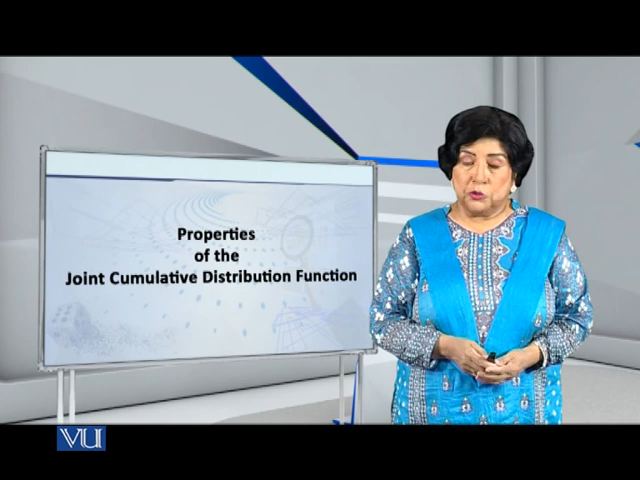 Properties
of the
Joint Cumulative Distribution Function
VU